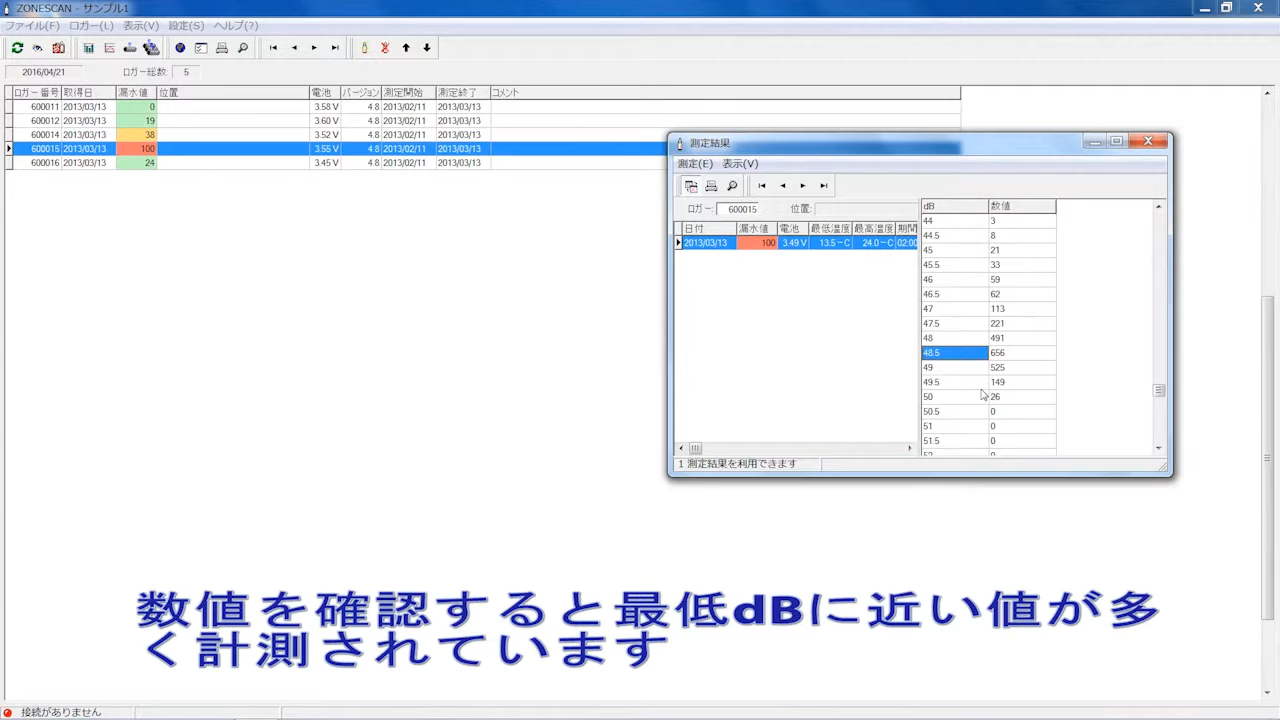 ZONESCAN - サンプル1
ファイル(F) ロガー(L) 表示(V) 設定(S) ヘルプ(?)
2016/04/21 ロガー総数: 5
ロガー番号 取得日 漏水値 位置 電池 バージョン 測定開始 測定終了 コメント
600011 2013/03/13 0 3.58 V 4.8 2013/02/11 2013/03/13
600012 2013/03/13 19 3.60 V 4.8 2013/02/11 2013/03/13
600014 2013/03/13 38 3.52 V 4.8 2013/02/11 2013/03/13
600015 2013/03/13 100 3.55 V 4.8 2013/02/11 2013/03/13
600016 2013/03/13 24 3.45 V 4.8 2013/02/11 2013/03/13
測定結果
測定(E) 表示(V)
ロガー: 600015 位置:
日付 漏水値 電池 最低温度 最高温度 期間
2013/03/13 100 3.49 V 13.5-C 24.0-C 02:00
dB 数値
44 3
44.5 8
45 21
45.5 33
46 59
46.5 62
47 113
47.5 221
48 491
48.5 656
49 525
49.5 149
50 26
50.5 0
51 0
51.5 0
52 0
1 測定結果を利用できます
数値を確認すると最低dBに近い値が多
く計測されています
接続がありません